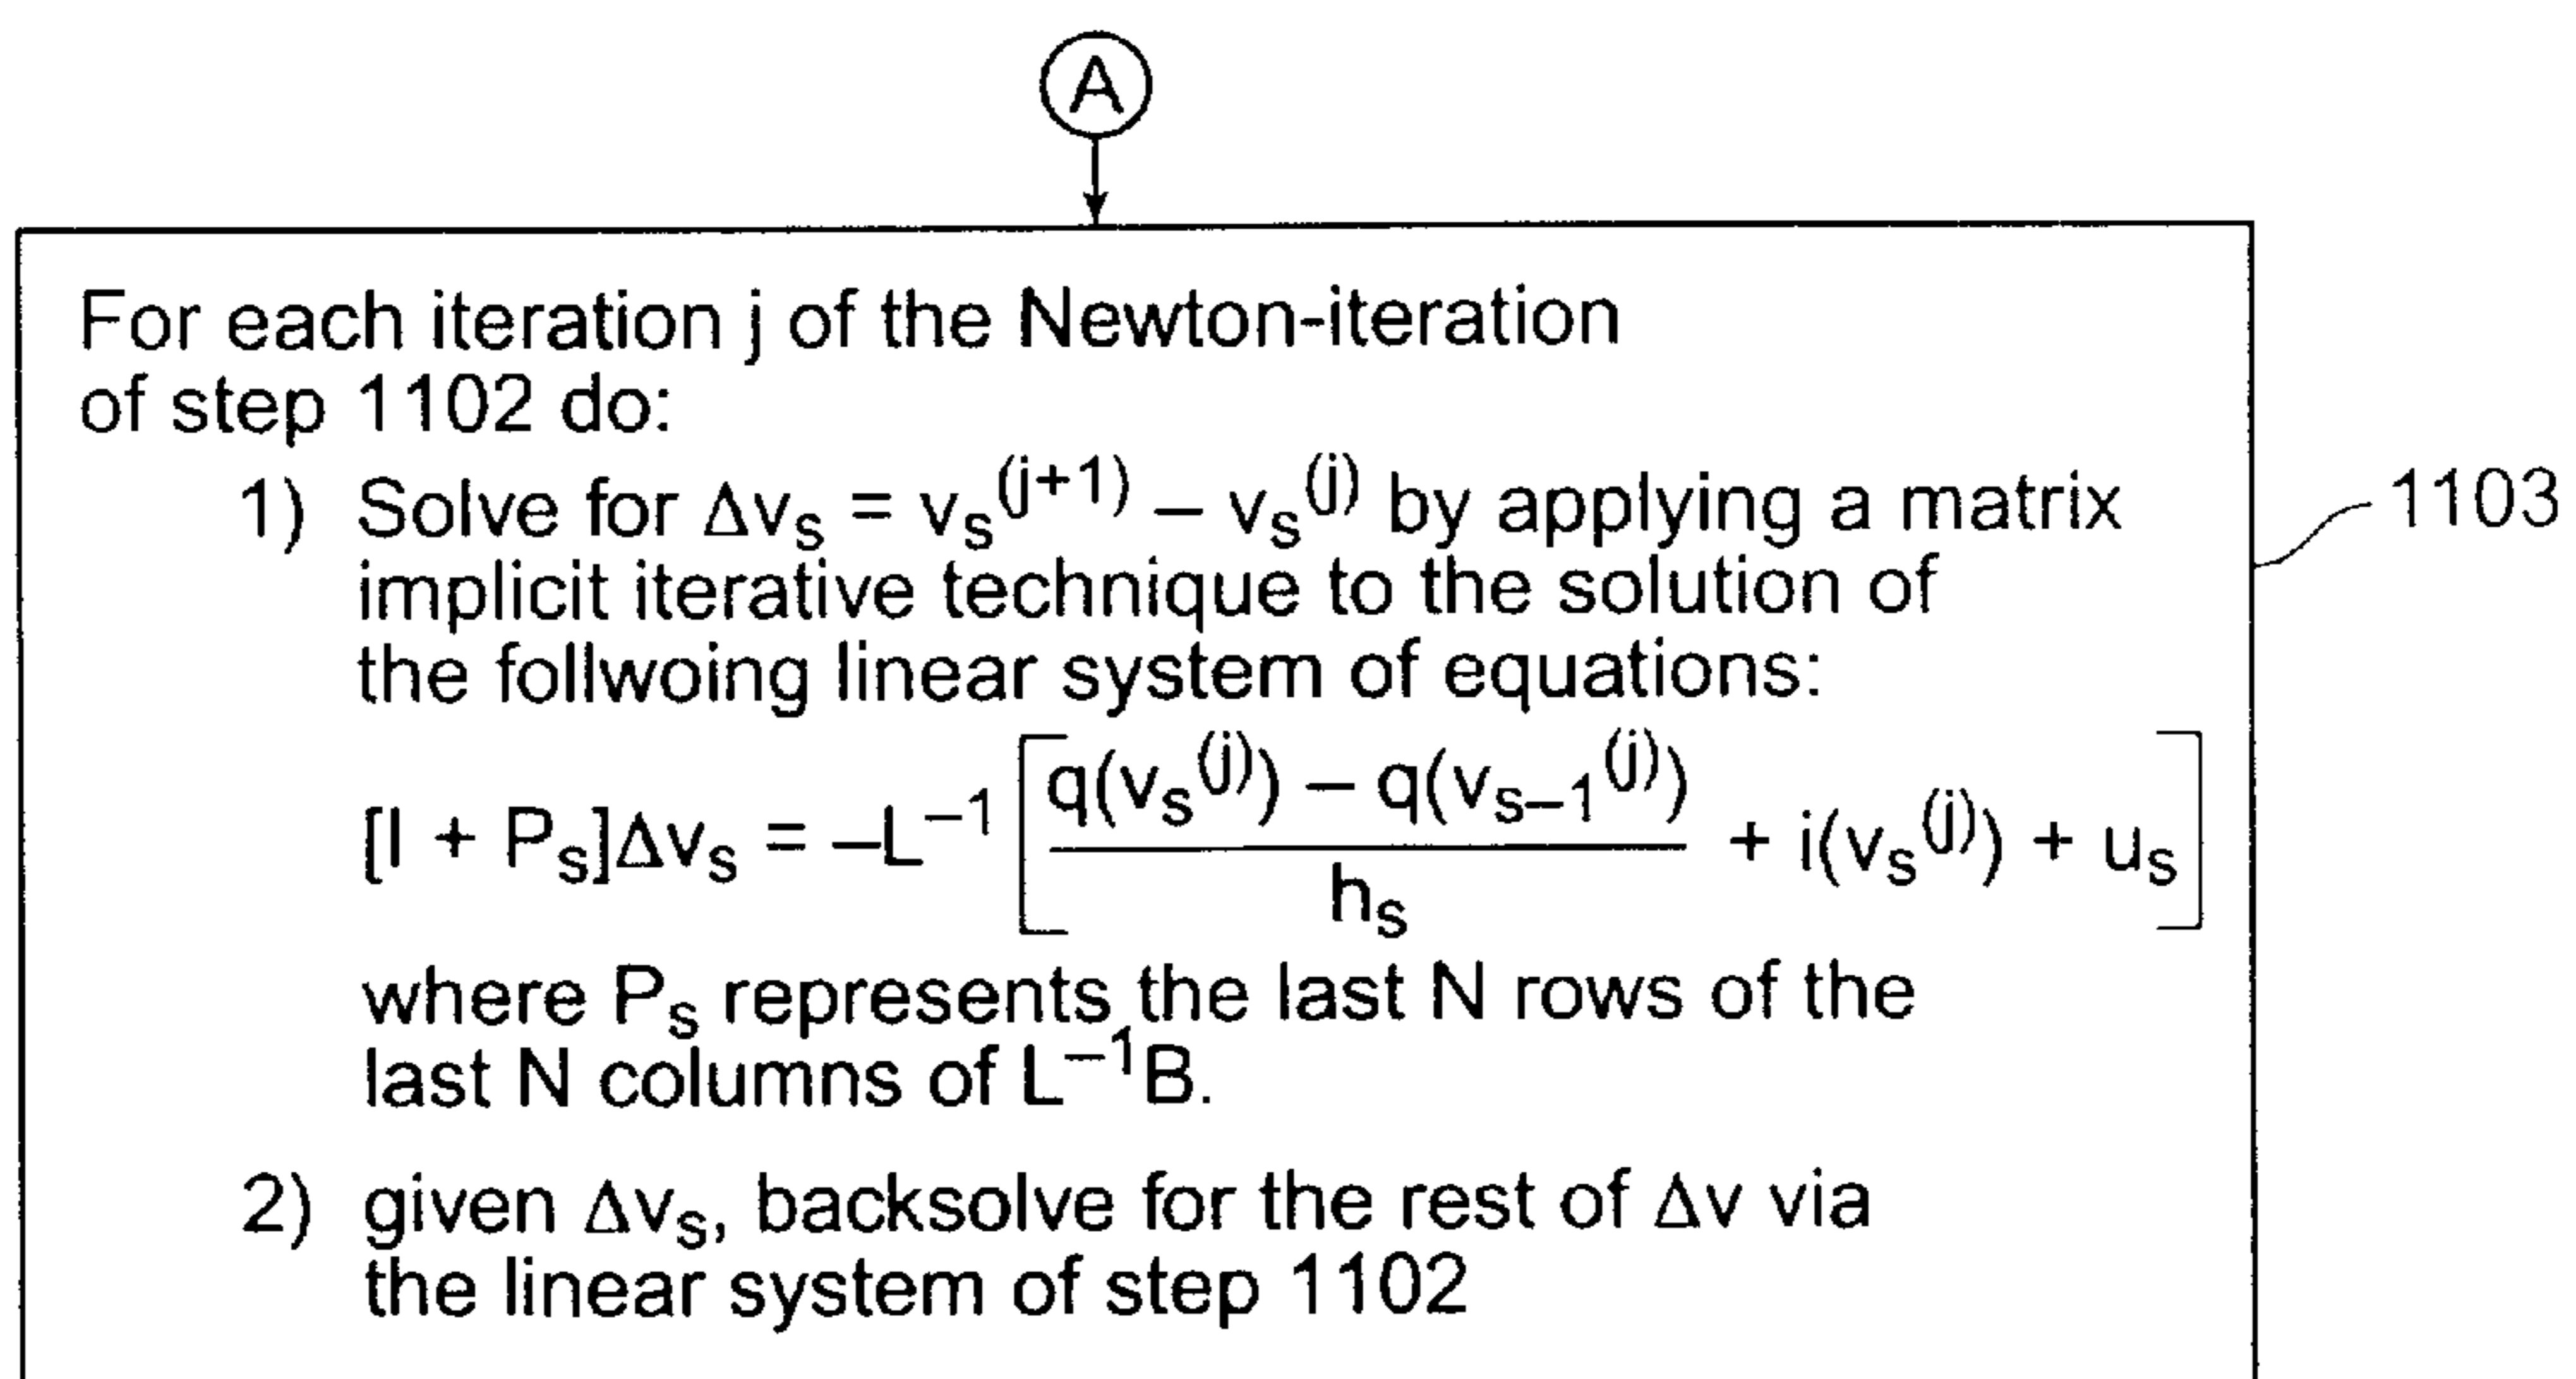 A
For each iteration j of the Newton-iteration
of step 1102 do:
1) Solve for Δvₛ = vₛ⁽ʲ⁺¹⁾ – vₛ⁽ʲ⁾ by applying a matrix
1103
implicit iterative technique to the solution of
the follwoing linear system of equations:
[I + Pₛ]Δvₛ = –L⁻¹ [ (q(vₛ⁽ʲ⁾) – q(vₛ₋₁⁽ʲ⁾)) / hₛ + i(vₛ⁽ʲ⁾) + uₛ ]
where Pₛ represents the last N rows of the
last N columns of L⁻¹B.
2) given Δvₛ, backsolve for the rest of Δv via
the linear system of step 1102